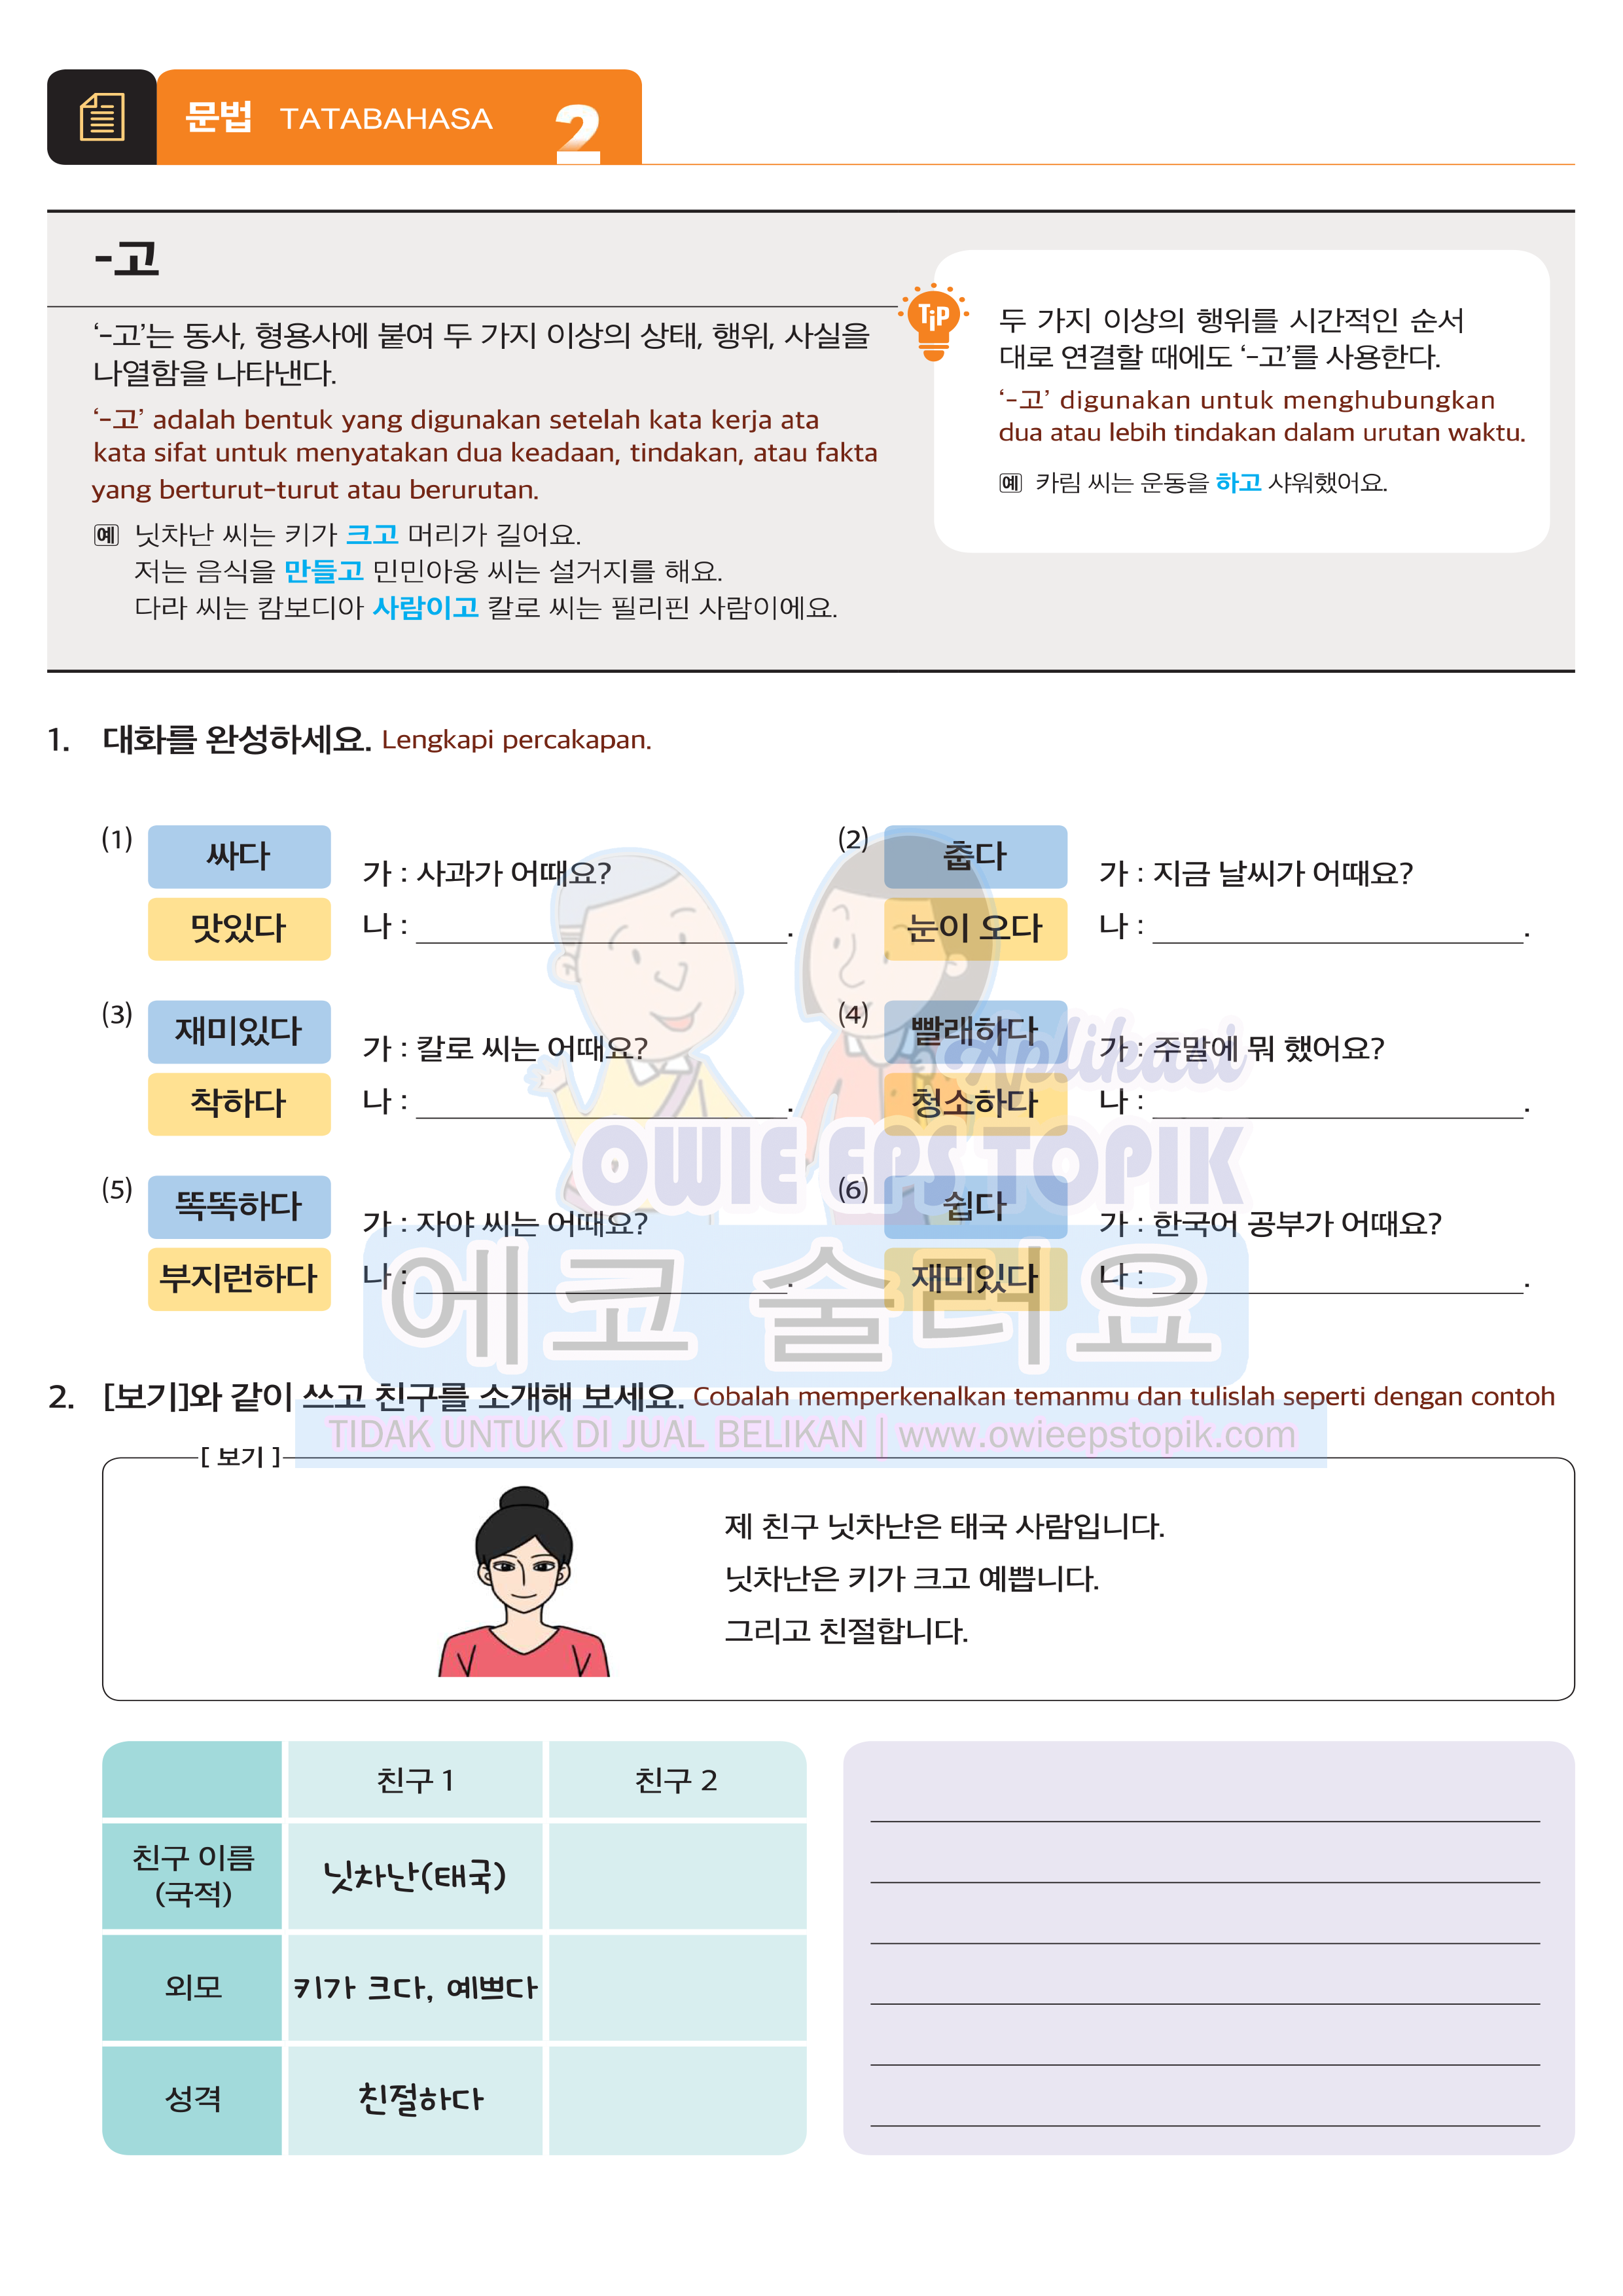 문법 TATABAHASA 2
-고
‘-고’는 동사, 형용사에 붙여 두 가지 이상의 상태, 행위, 사실을
나열함을 나타낸다.
‘-고’ adalah bentuk yang digunakan setelah kata kerja ata
kata sifat untuk menyatakan dua keadaan, tindakan, atau fakta
yang berturut-turut atau berurutan.
예 닛차난 씨는 키가 크고 머리가 길어요.
저는 음식을 만들고 민민아웅 씨는 설거지를 해요.
다라 씨는 캄보디아 사람이고 칼로 씨는 필리핀 사람이에요.
Tip
두 가지 이상의 행위를 시간적인 순서
대로 연결할 때에도 ‘-고’를 사용한다.
‘-고’ digunakan untuk menghubungkan
dua atau lebih tindakan dalam urutan waktu.
예 카림 씨는 운동을 하고 샤워했어요.
1. 대화를 완성하세요. Lengkapi percakapan.
(1) 싸다
맛있다
가 : 사과가 어때요?
나 : .
(2) 춥다
눈이 오다
가 : 지금 날씨가 어때요?
나 : .
(3) 재미있다
착하다
가 : 칼로 씨는 어때요?
나 : .
(4) 빨래하다
청소하다
가 : 주말에 뭐 했어요?
나 : .
(5) 똑똑하다
부지런하다
가 : 자야 씨는 어때요?
나 : .
(6) 쉽다
재미있다
가 : 한국어 공부가 어때요?
나 : .
Aplikasi
OWIE EPS TOPIK
에코 술러요
2. [보기]와 같이 쓰고 친구를 소개해 보세요. Cobalah memperkenalkan temanmu dan tulislah seperti dengan contoh
TIDAK UNTUK DI JUAL BELIKAN | www.owieepstopik.com
[ 보기 ]
제 친구 닛차난은 태국 사람입니다.
닛차난은 키가 크고 예쁩니다.
그리고 친절합니다.
친구 1 친구 2
친구 이름
(국적)
닛차난(태국)
외모 키가 크다, 예쁘다
성격 친절하다